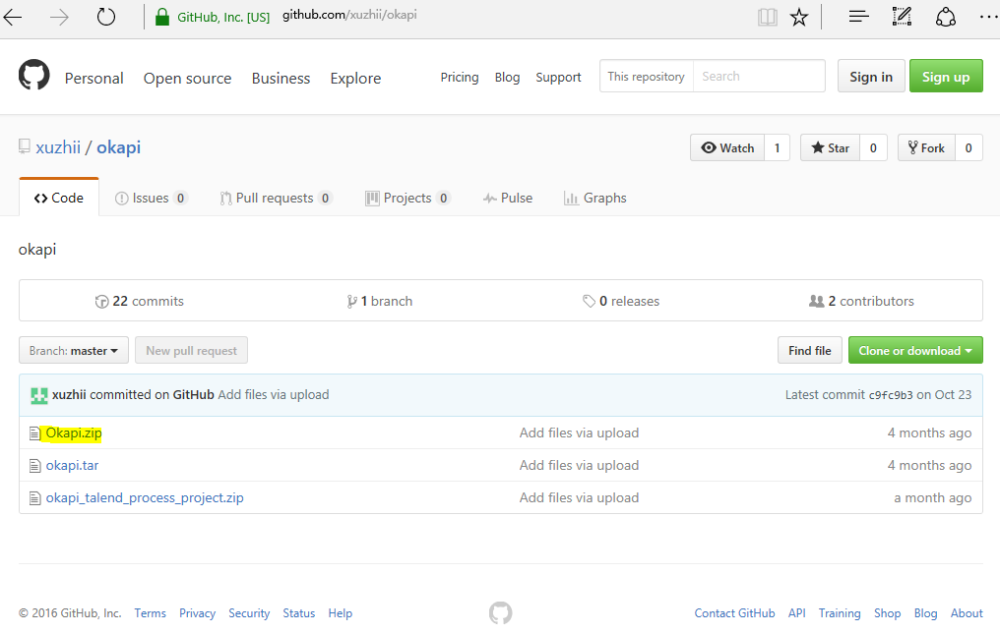 GitHub, Inc. [US] github.com/xuzhii/okapi
Personal Open source Business Explore Pricing Blog Support This repository Search Sign in Sign up
xuzhii / okapi Watch 1 Star 0 Fork 0
Code Issues 0 Pull requests 0 Projects 0 Pulse Graphs
okapi
22 commits 1 branch 0 releases 2 contributors
Branch: master New pull request Find file Clone or download
xuzhii committed on GitHub Add files via upload Latest commit c9fc9b3 on Oct 23
Okapi.zip Add files via upload 4 months ago
okapi.tar Add files via upload 4 months ago
okapi_talend_process_project.zip Add files via upload a month ago
© 2016 GitHub, Inc. Terms Privacy Security Status Help Contact GitHub API Training Shop Blog About